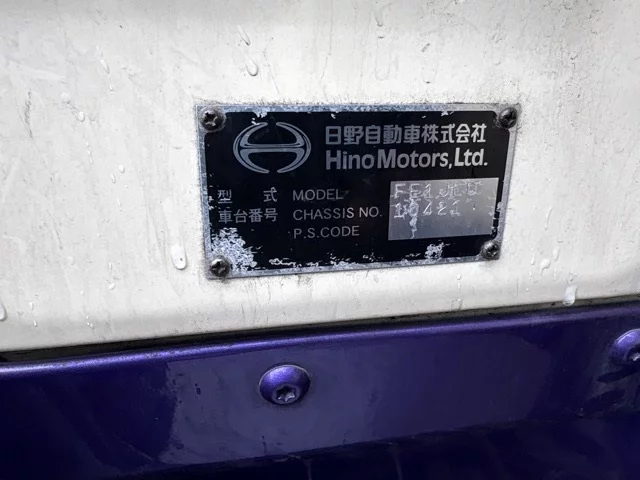 日野自動車株式会社
Hino Motors, Ltd.
型 式 MODEL
車台番号 CHASSIS NO. 10421
P.S.CODE